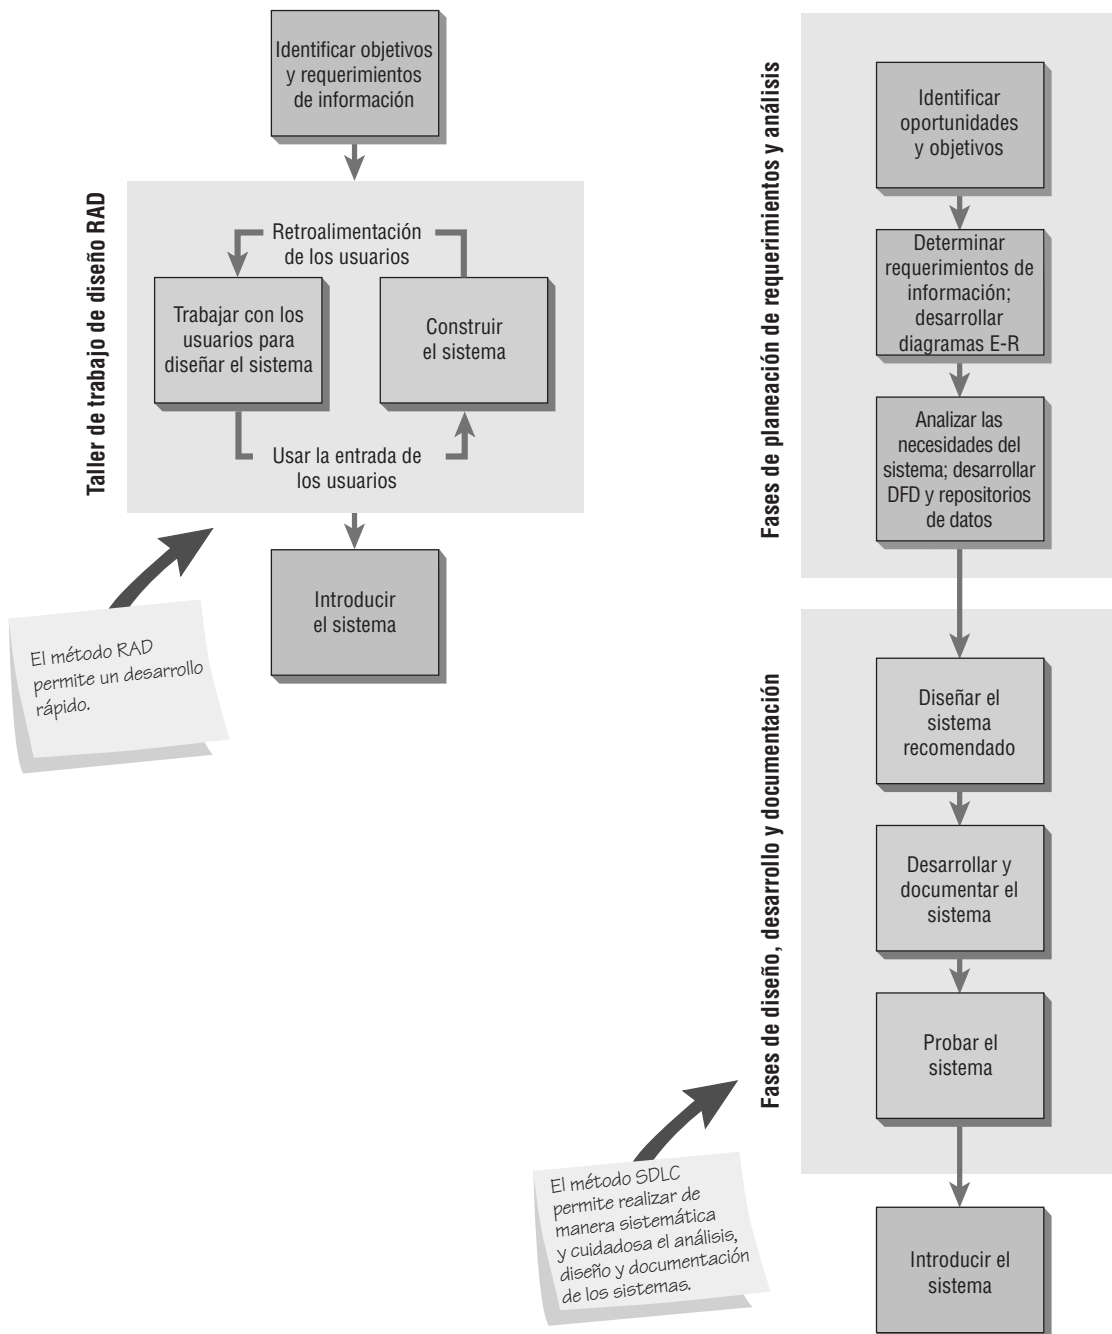 Identificar objetivos
y requerimientos
de información
Taller de trabajo de diseño RAD
Retroalimentación
de los usuarios
Trabajar con los
usuarios para
diseñar el sistema
Construir
el sistema
Usar la entrada de
los usuarios
Introducir
el sistema
El método RAD
permite un desarrollo
rápido.
Fases de planeación de requerimientos y análisis
Identificar
oportunidades
y objetivos
Determinar
requerimientos de
información;
desarrollar
diagramas E-R
Analizar las
necesidades del
sistema; desarrollar
DFD y repositorios
de datos
Fases de diseño, desarrollo y documentación
Diseñar el
sistema
recomendado
Desarrollar y
documentar el
sistema
Probar el
sistema
El método SDLC
permite realizar de
manera sistemática
y cuidadosa el análisis,
diseño y documentación
de los sistemas.
Introducir el
sistema